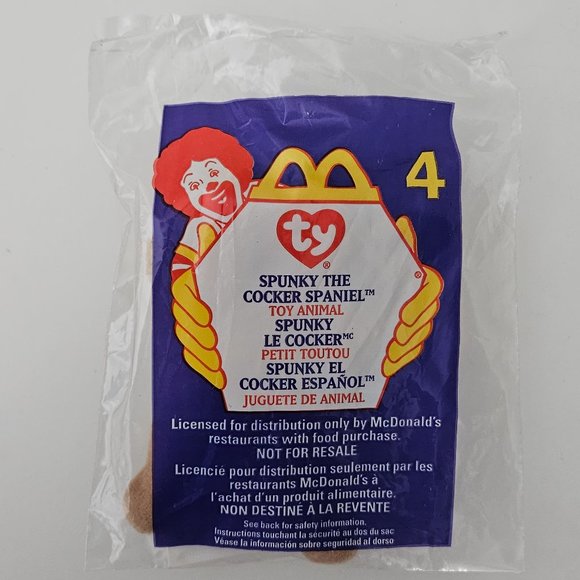 4
ty
®
®
SPUNKY THE
COCKER SPANIEL™
TOY ANIMAL
SPUNKY
LE COCKER MC
PETIT TOUTOU
SPUNKY EL
COCKER ESPAÑOL™
JUGUETE DE ANIMAL
Licensed for distribution only by McDonald's
restaurants with food purchase.
NOT FOR RESALE
Licencié pour distribution seulement par les
restaurants McDonald's à
l'achat d'un produit alimentaire.
NON DESTINÉ À LA REVENTE
See back for safety information.
Instructions touchant la sécurité au dos du sac
Véase la información sobre seguridad al dorso